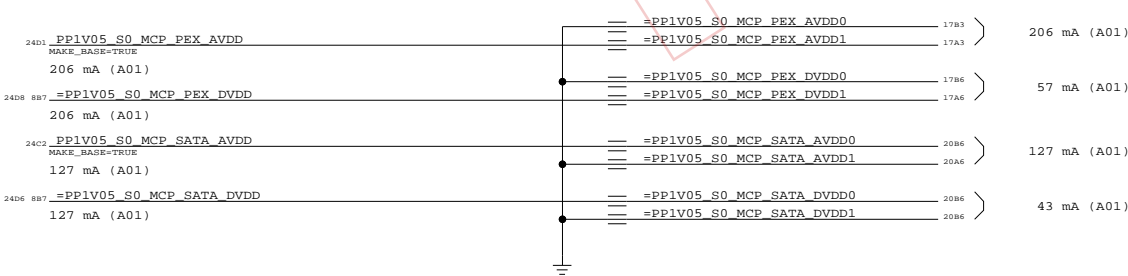 =PP1V05_S0_MCP_PEX_AVDD0 17B3
24D1 PP1V05_S0_MCP_PEX_AVDD =PP1V05_S0_MCP_PEX_AVDD1 17A3 206 mA (A01)
MAKE_BASE=TRUE
206 mA (A01)
=PP1V05_S0_MCP_PEX_DVDD0 17B6
24D8 8B7 =PP1V05_S0_MCP_PEX_DVDD =PP1V05_S0_MCP_PEX_DVDD1 17A6 57 mA (A01)
206 mA (A01)
24C2 PP1V05_S0_MCP_SATA_AVDD =PP1V05_S0_MCP_SATA_AVDD0 20B6
MAKE_BASE=TRUE =PP1V05_S0_MCP_SATA_AVDD1 20A6 127 mA (A01)
127 mA (A01)
24D6 8B7 =PP1V05_S0_MCP_SATA_DVDD =PP1V05_S0_MCP_SATA_DVDD0 20B6
127 mA (A01) =PP1V05_S0_MCP_SATA_DVDD1 20B6 43 mA (A01)